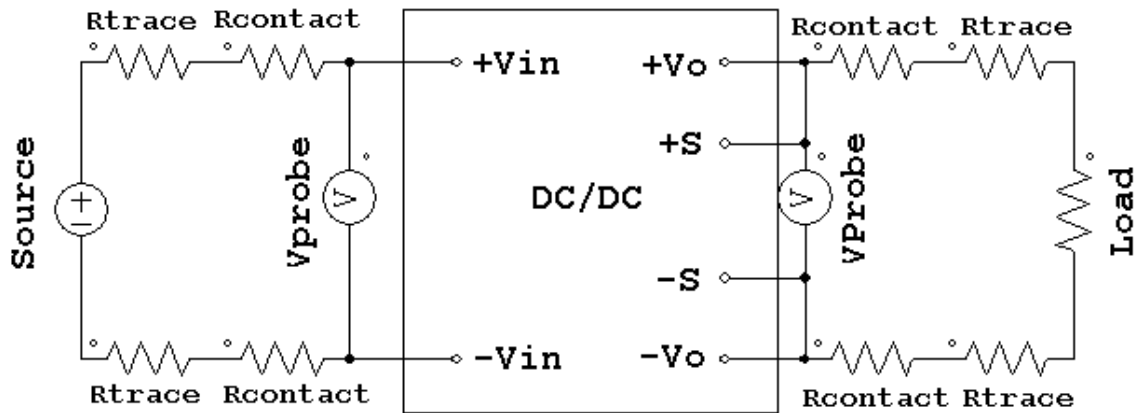 Rtrace Rcontact
Rcontact Rtrace
+Vin
+Vo
+S
Source
Vprobe
V
DC/DC
V
VProbe
Load
-S
-Vin
-Vo
Rtrace Rcontact
Rcontact Rtrace